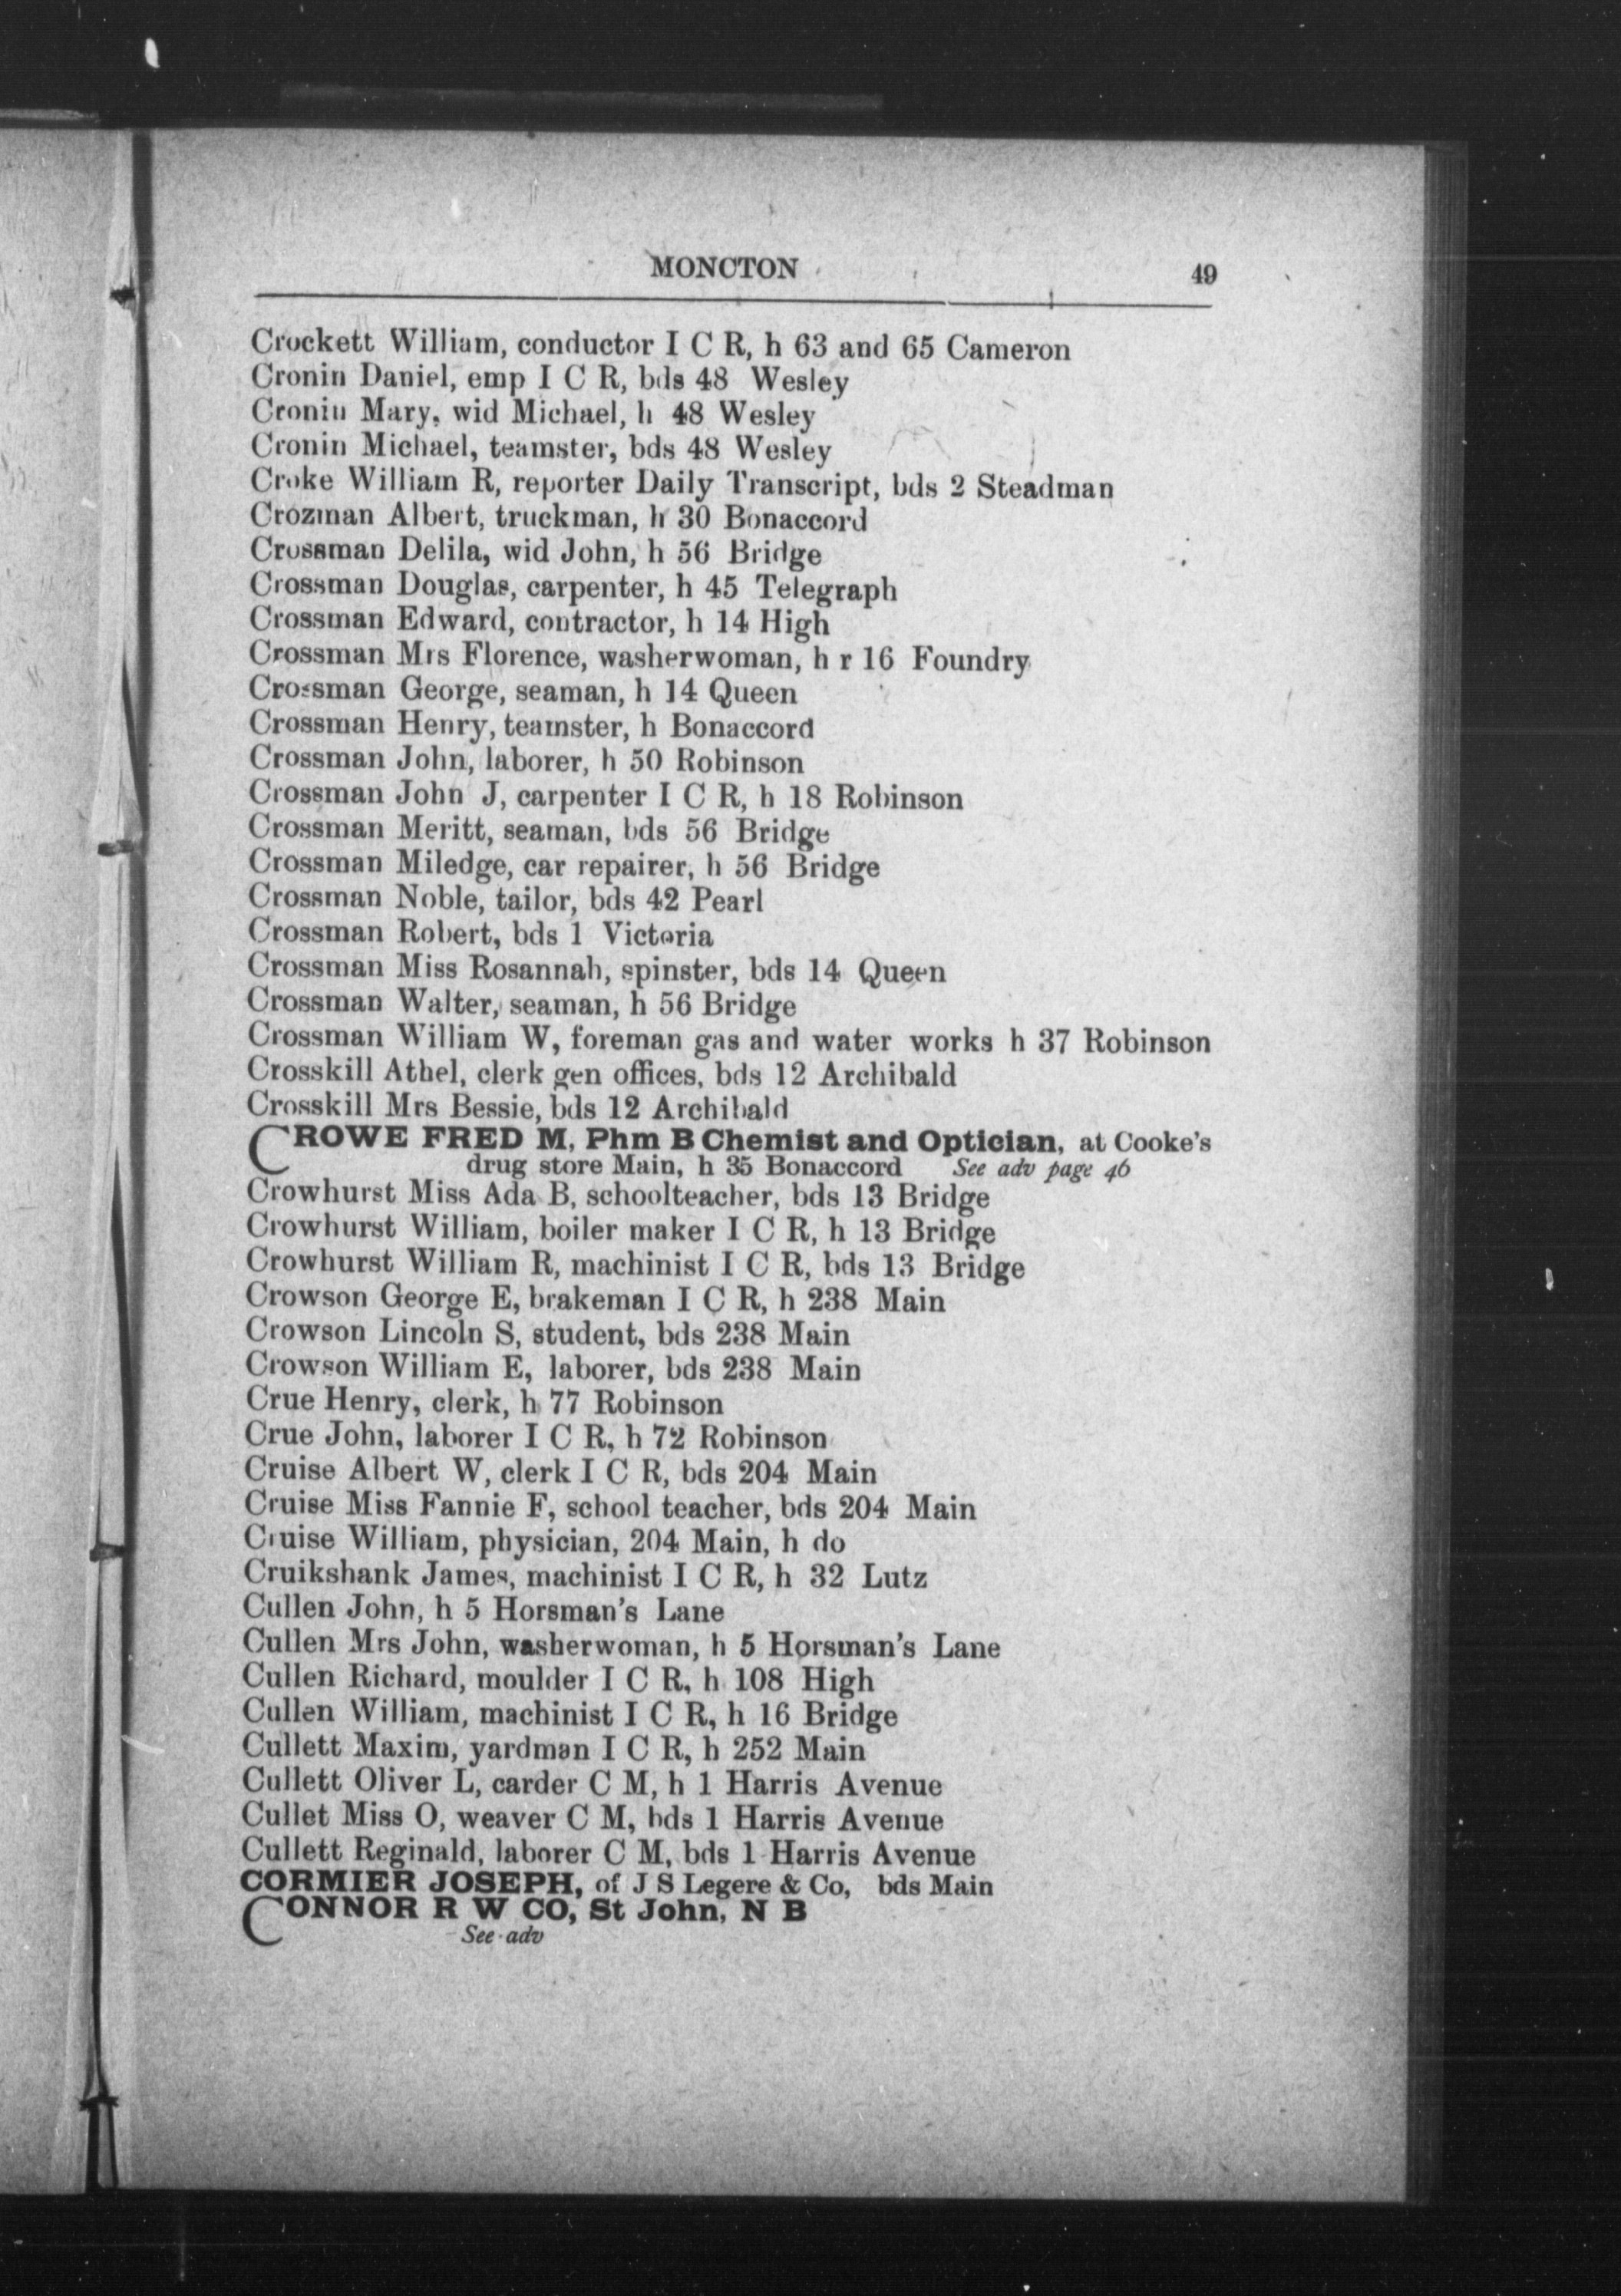 MONCTON 49
Crockett William, conductor I C R, h 63 and 65 Cameron
Cronin Daniel, emp I C R, bds 48 Wesley
Cronin Mary, wid Michael, h 48 Wesley
Cronin Michael, teamster, bds 48 Wesley
Croke William R, reporter Daily Transcript, bds 2 Steadman
Crozman Albert, truckman, h 30 Bonaccord
Crossman Delila, wid John, h 56 Bridge
Crossman Douglas, carpenter, h 45 Telegraph
Crossman Edward, contractor, h 14 High
Crossman Mrs Florence, washerwoman, h r 16 Foundry
Crossman George, seaman, h 14 Queen
Crossman Henry, teamster, h Bonaccord
Crossman John, laborer, h 50 Robinson
Crossman John J, carpenter I C R, h 18 Robinson
Crossman Meritt, seaman, bds 56 Bridge
Crossman Miledge, car repairer, h 56 Bridge
Crossman Noble, tailor, bds 42 Pearl
Crossman Robert, bds 1 Victoria
Crossman Miss Rosannah, spinster, bds 14 Queen
Crossman Walter, seaman, h 56 Bridge
Crossman William W, foreman gas and water works h 37 Robinson
Crosskill Athel, clerk gen offices, bds 12 Archibald
Crosskill Mrs Bessie, bds 12 Archibald
CROWE FRED M, Phm B Chemist and Optician, at Cooke's
drug store Main, h 35 Bonaccord See adv page 46
Crowhurst Miss Ada B, schoolteacher, bds 13 Bridge
Crowhurst William, boiler maker I C R, h 13 Bridge
Crowhurst William R, machinist I C R, bds 13 Bridge
Crowson George E, brakeman I C R, h 238 Main
Crowson Lincoln S, student, bds 238 Main
Crowson William E, laborer, bds 238 Main
Crue Henry, clerk, h 77 Robinson
Crue John, laborer I C R, h 72 Robinson
Cruise Albert W, clerk I C R, bds 204 Main
Cruise Miss Fannie F, school teacher, bds 204 Main
Cruise William, physician, 204 Main, h do
Cruikshank James, machinist I C R, h 32 Lutz
Cullen John, h 5 Horsman's Lane
Cullen Mrs John, washerwoman, h 5 Horsman's Lane
Cullen Richard, moulder I C R, h 108 High
Cullen William, machinist I C R, h 16 Bridge
Cullett Maxim, yardman I C R, h 252 Main
Cullett Oliver L, carder C M, h 1 Harris Avenue
Cullet Miss O, weaver C M, bds 1 Harris Avenue
Cullett Reginald, laborer C M, bds 1 Harris Avenue
CORMIER JOSEPH, of J S Legere & Co, bds Main
CONNOR R W CO, St John, N B
See adv